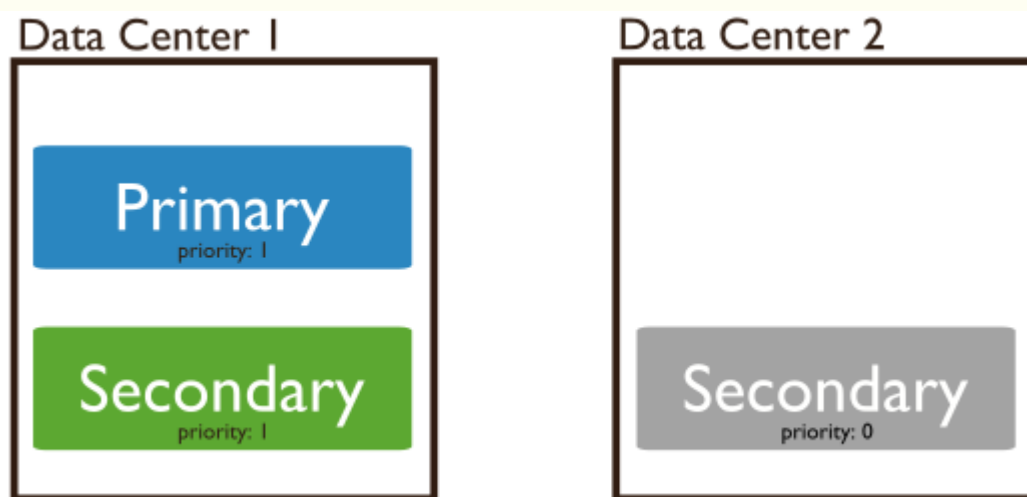 Data Center 1
Data Center 2
Primary
priority: 1
Secondary
priority: 1
Secondary
priority: 0